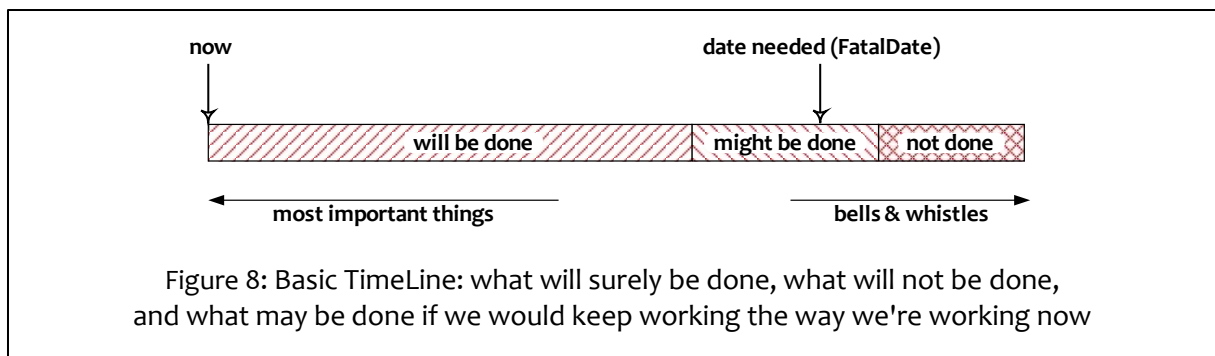 now date needed (FatalDate)
will be done might be done not done
most important things bells & whistles
Figure 8: Basic TimeLine: what will surely be done, what will not be done,
and what may be done if we would keep working the way we're working now